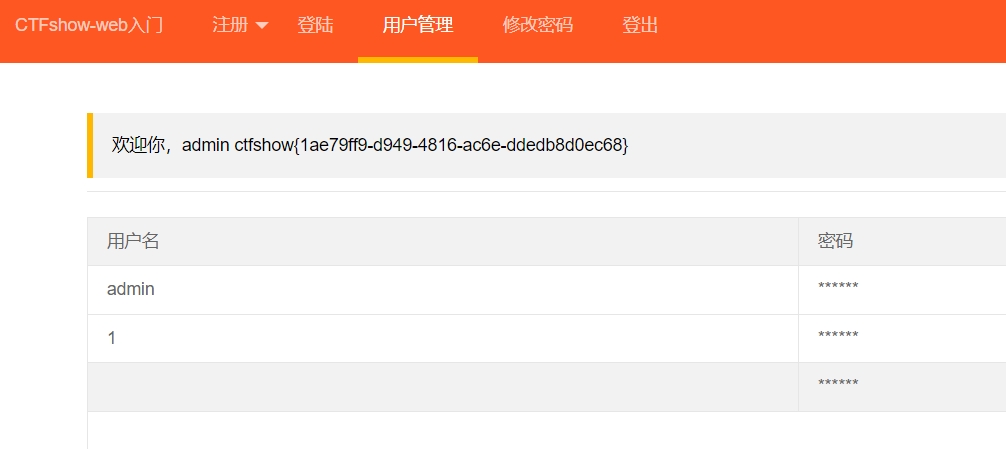 CTFshow-web入门 注册 登陆 用户管理 修改密码 登出
欢迎你，admin ctfshow{1ae79ff9-d949-4816-ac6e-ddedb8d0ec68}
用户名 密码
admin ******
1 ******
******